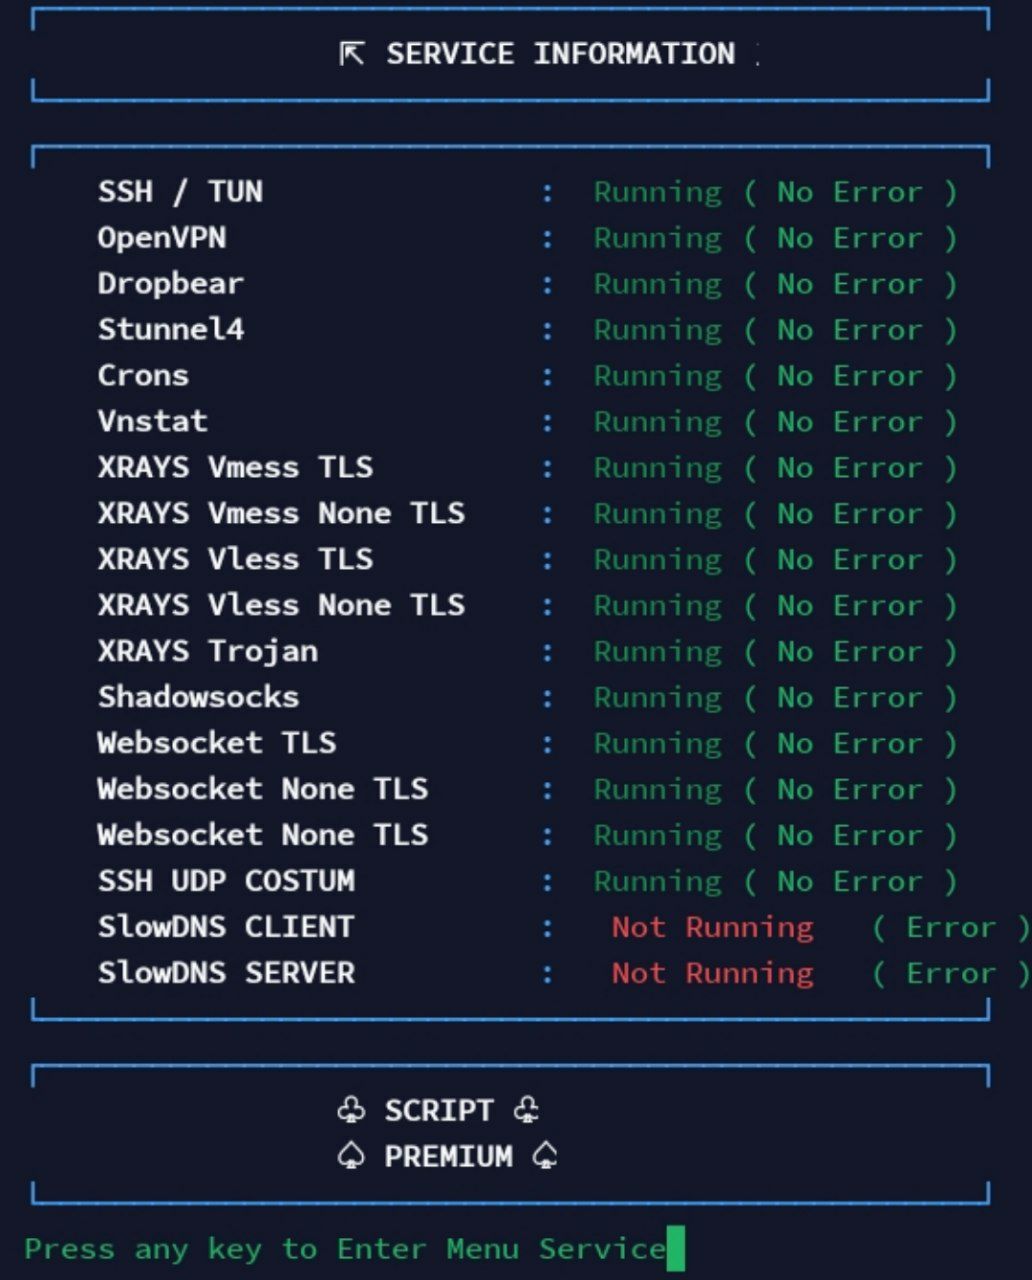 ⇱ SERVICE INFORMATION
SSH / TUN : Running ( No Error )
OpenVPN : Running ( No Error )
Dropbear : Running ( No Error )
Stunnel4 : Running ( No Error )
Crons : Running ( No Error )
Vnstat : Running ( No Error )
XRAYS Vmess TLS : Running ( No Error )
XRAYS Vmess None TLS : Running ( No Error )
XRAYS Vless TLS : Running ( No Error )
XRAYS Vless None TLS : Running ( No Error )
XRAYS Trojan : Running ( No Error )
Shadowsocks : Running ( No Error )
Websocket TLS : Running ( No Error )
Websocket None TLS : Running ( No Error )
Websocket None TLS : Running ( No Error )
SSH UDP COSTUM : Running ( No Error )
SlowDNS CLIENT : Not Running ( Error )
SlowDNS SERVER : Not Running ( Error )
♧ SCRIPT ♧
♤ PREMIUM ♤
Press any key to Enter Menu Service